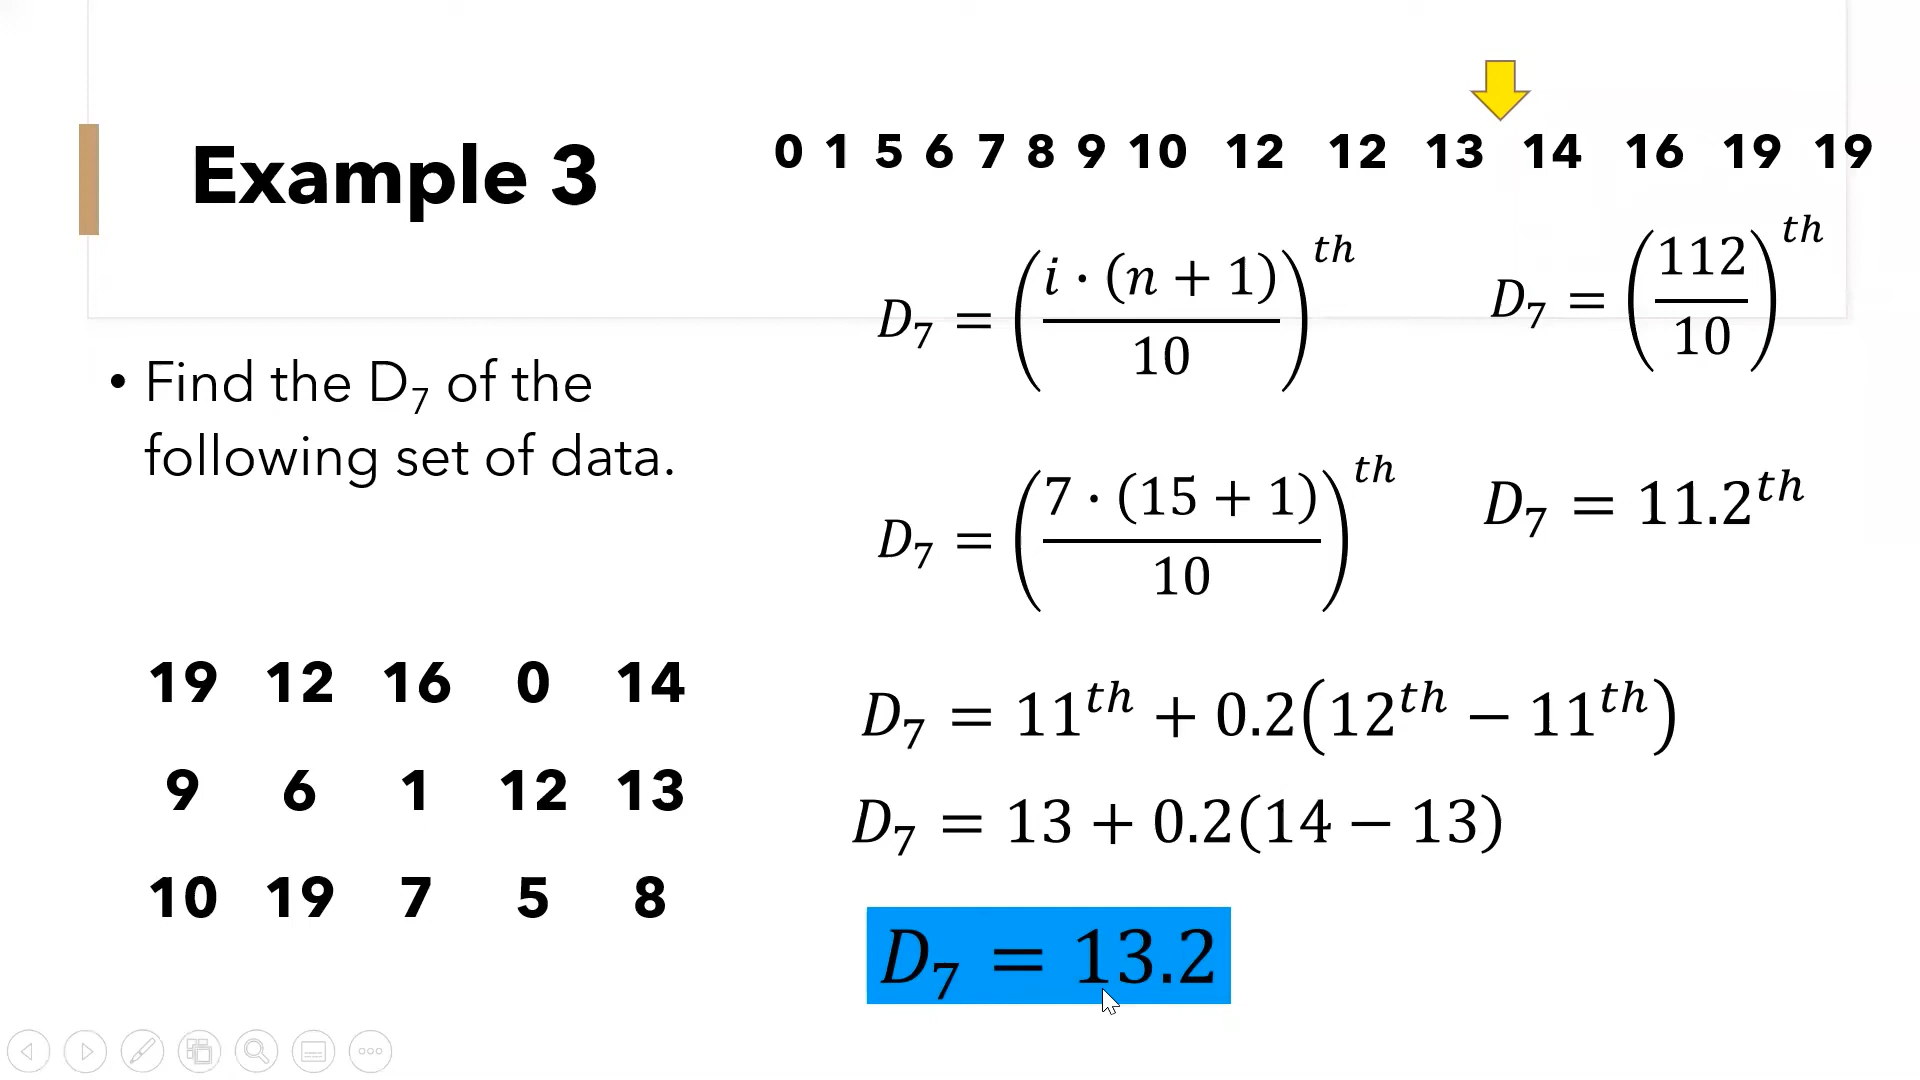 Example 3
0 1 5 6 7 8 9 10 12 12 13 14 16 19 19
• Find the D₇ of the
following set of data.
19 12 16 0 14
9 6 1 12 13
10 19 7 5 8
D₇ = (i · (n + 1) / 10)^th
D₇ = (7 · (15 + 1) / 10)^th
D₇ = (112 / 10)^th
D₇ = 11.2^th
D₇ = 11^th + 0.2(12^th − 11^th)
D₇ = 13 + 0.2(14 − 13)
D₇ = 13.2